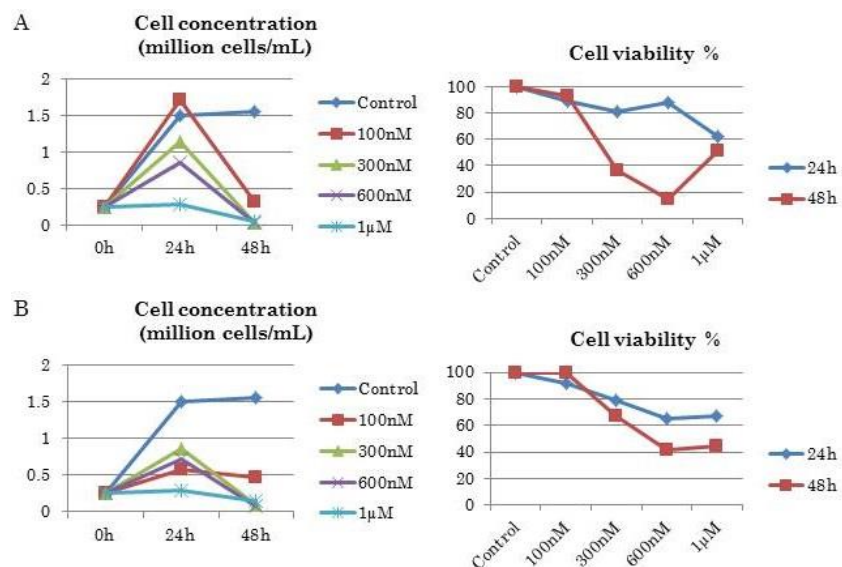 A
Cell concentration
(million cells/mL)
2
1.5
1
0.5
0
0h
24h
48h
Control
100nM
300nM
600nM
1µM
Cell viability %
100
80
60
40
20
0
Control
100nM
300nM
600nM
1µM
24h
48h
B
Cell concentration
(million cells/mL)
2
1.5
1
0.5
0
0h
24h
48h
Control
100nM
300nM
600nM
1µM
Cell viability %
100
80
60
40
20
0
Control
100nM
300nM
600nM
1µM
24h
48h